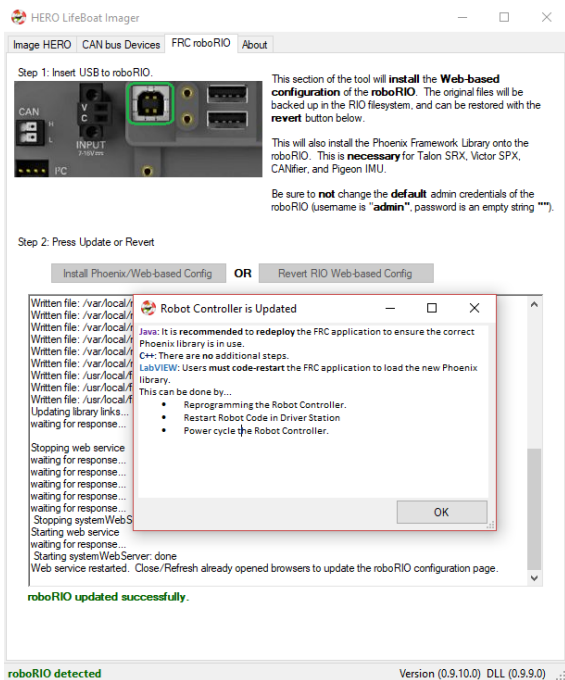 HERO LifeBoat Imager
Image HERO CAN bus Devices FRC roboRIO About
Step 1: Insert USB to roboRIO.
CAN
H
L
V
C
INPUT
7-16V
I²C
This section of the tool will install the Web-based
configuration of the roboRIO. The original files will be
backed up in the RIO filesystem, and can be restored with the
revert button below.
This will also install the Phoenix Framework Library onto the
roboRIO. This is necessary for Talon SRX, Victor SPX,
CANifier, and Pigeon IMU.
Be sure to not change the default admin credentials of the
roboRIO (username is "admin", password is an empty string "").
Step 2: Press Update or Revert
Install Phoenix/Web-based Config OR Revert RIO Web-based Config
Written file: /var/local/
Written file: /var/local/
Written file: /var/local/
Written file: /var/local/
Written file: /var/local/
Written file: /var/local/
Written file: /usr/local/f
Written file: /usr/local/f
Written file: /usr/local/f
Updating library links...
waiting for response...
Stopping web service
waiting for response...
waiting for response...
waiting for response...
waiting for response...
waiting for response...
Stopping systemWebS
Starting web service
waiting for response...
Starting systemWebServer: done
Web service restarted. Close/Refresh already opened browsers to update the roboRIO configuration page.
Robot Controller is Updated
Java: It is recommended to redeploy the FRC application to ensure the correct
Phoenix library is in use.
C++: There are no additional steps.
LabVIEW: Users must code-restart the FRC application to load the new Phoenix
library.
This can be done by...
• Reprogramming the Robot Controller.
• Restart Robot Code in Driver Station
• Power cycle the Robot Controller.
OK
roboRIO updated successfully.
roboRIO detected Version (0.9.10.0) DLL (0.9.9.0)